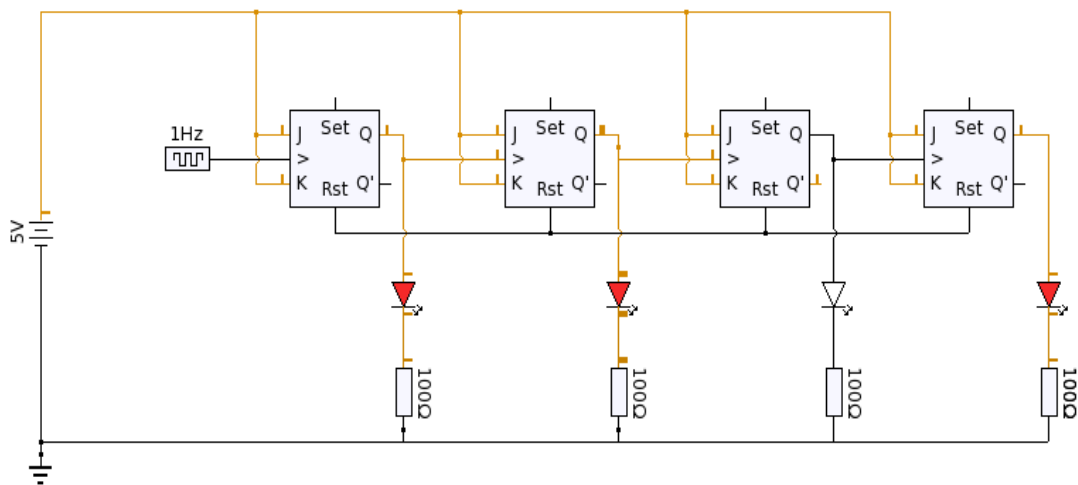 1Hz
J Set Q
>
K Rst Q'
J Set Q
>
K Rst Q'
J Set Q
>
K Rst Q'
J Set Q
>
K Rst Q'
5V
100Ω
100Ω
100Ω
100Ω